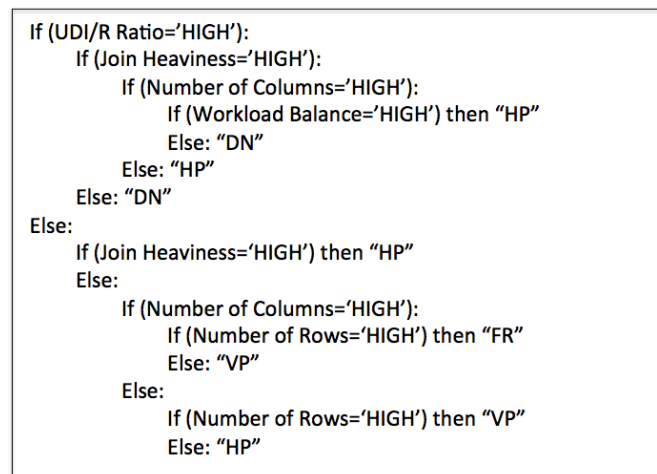 If (UDI/R Ratio=’HIGH’):
If (Join Heaviness=’HIGH’):
If (Number of Columns=’HIGH’):
If (Workload Balance=’HIGH’) then “HP”
Else: “DN”
Else: “HP”
Else: “DN”
Else:
If (Join Heaviness=‘HIGH’) then “HP”
Else:
If (Number of Columns=‘HIGH’):
If (Number of Rows=‘HIGH’) then “FR”
Else: “VP”
Else:
If (Number of Rows=‘HIGH’) then “VP”
Else: “HP”